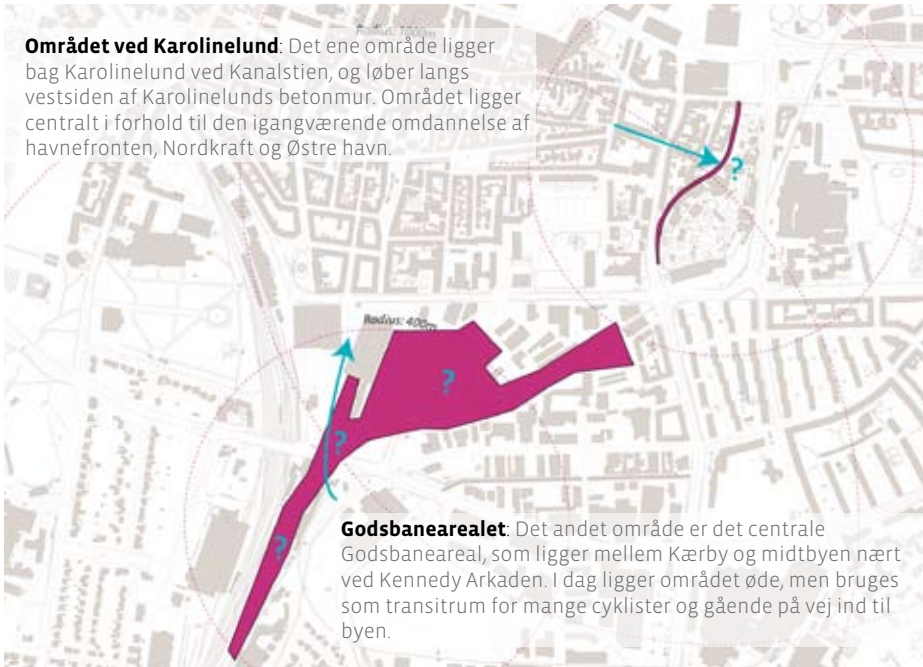 Området ved Karolinelund: Det ene område ligger
bag Karolinelund ved Kanalstien, og løber langs
vestsiden af Karolinelunds betonmur. Området ligger
centralt i forhold til den igangværende omdannelse af
havnefronten, Nordkraft og Østre havn.
?
Radius: 400m
?
?
?
Godsbanearealet: Det andet område er det centrale
Godsbaneareal, som ligger mellem Kærby og midtbyen nært
ved Kennedy Arkaden. I dag ligger området øde, men bruges
som transitrum for mange cyklister og gående på vej ind til
byen.